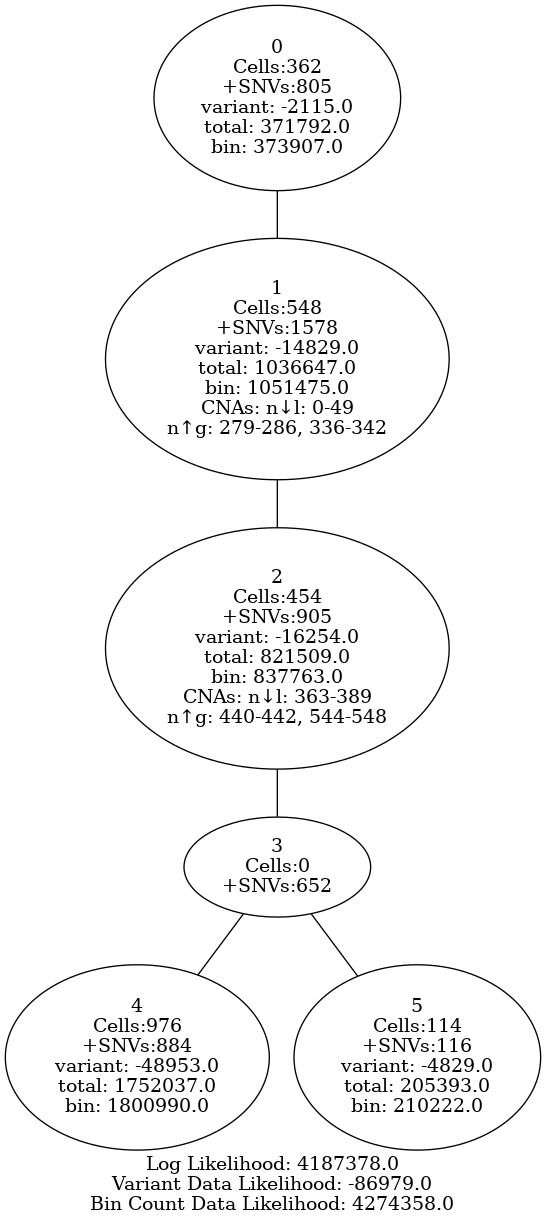 0
Cells:362
+SNVs:805
variant: -2115.0
total: 371792.0
bin: 373907.0
1
Cells:548
+SNVs:1578
variant: -14829.0
total: 1036647.0
bin: 1051475.0
CNAs: n↓l: 0-49
n↑g: 279-286, 336-342
2
Cells:454
+SNVs:905
variant: -16254.0
total: 821509.0
bin: 837763.0
CNAs: n↓l: 363-389
n↑g: 440-442, 544-548
3
Cells:0
+SNVs:652
4
Cells:976
+SNVs:884
variant: -48953.0
total: 1752037.0
bin: 1800990.0
5
Cells:114
+SNVs:116
variant: -4829.0
total: 205393.0
bin: 210222.0
Log Likelihood: 4187378.0
Variant Data Likelihood: -86979.0
Bin Count Data Likelihood: 4274358.0